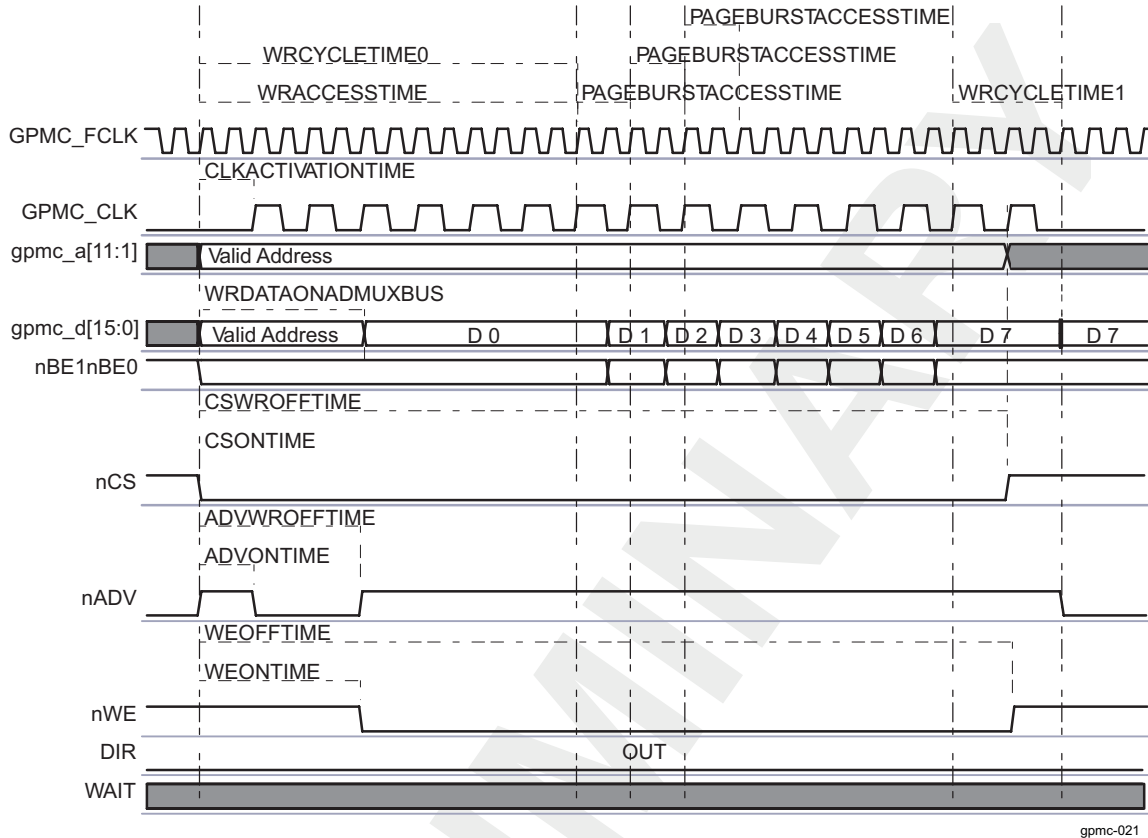 PAGEBURSTACCESSTIME
WRCYCLETIME0 PAGEBURSTACCESSTIME
WRACCESSTIME PAGEBURSTACCESSTIME WRCYCLETIME1
GPMC_FCLK
CLKACTIVATIONTIME
GPMC_CLK
gpmc_a[11:1] Valid Address
WRDATAONADMUXBUS
gpmc_d[15:0] Valid Address D 0 D 1 D 2 D 3 D 4 D 5 D 6 D 7 D 7
nBE1nBE0
CSWROFFTIME
CSONTIME
nCS
ADVWROFFTIME
ADVONTIME
nADV
WEOFFTIME
WEONTIME
nWE
DIR OUT
WAIT
gpmc-021